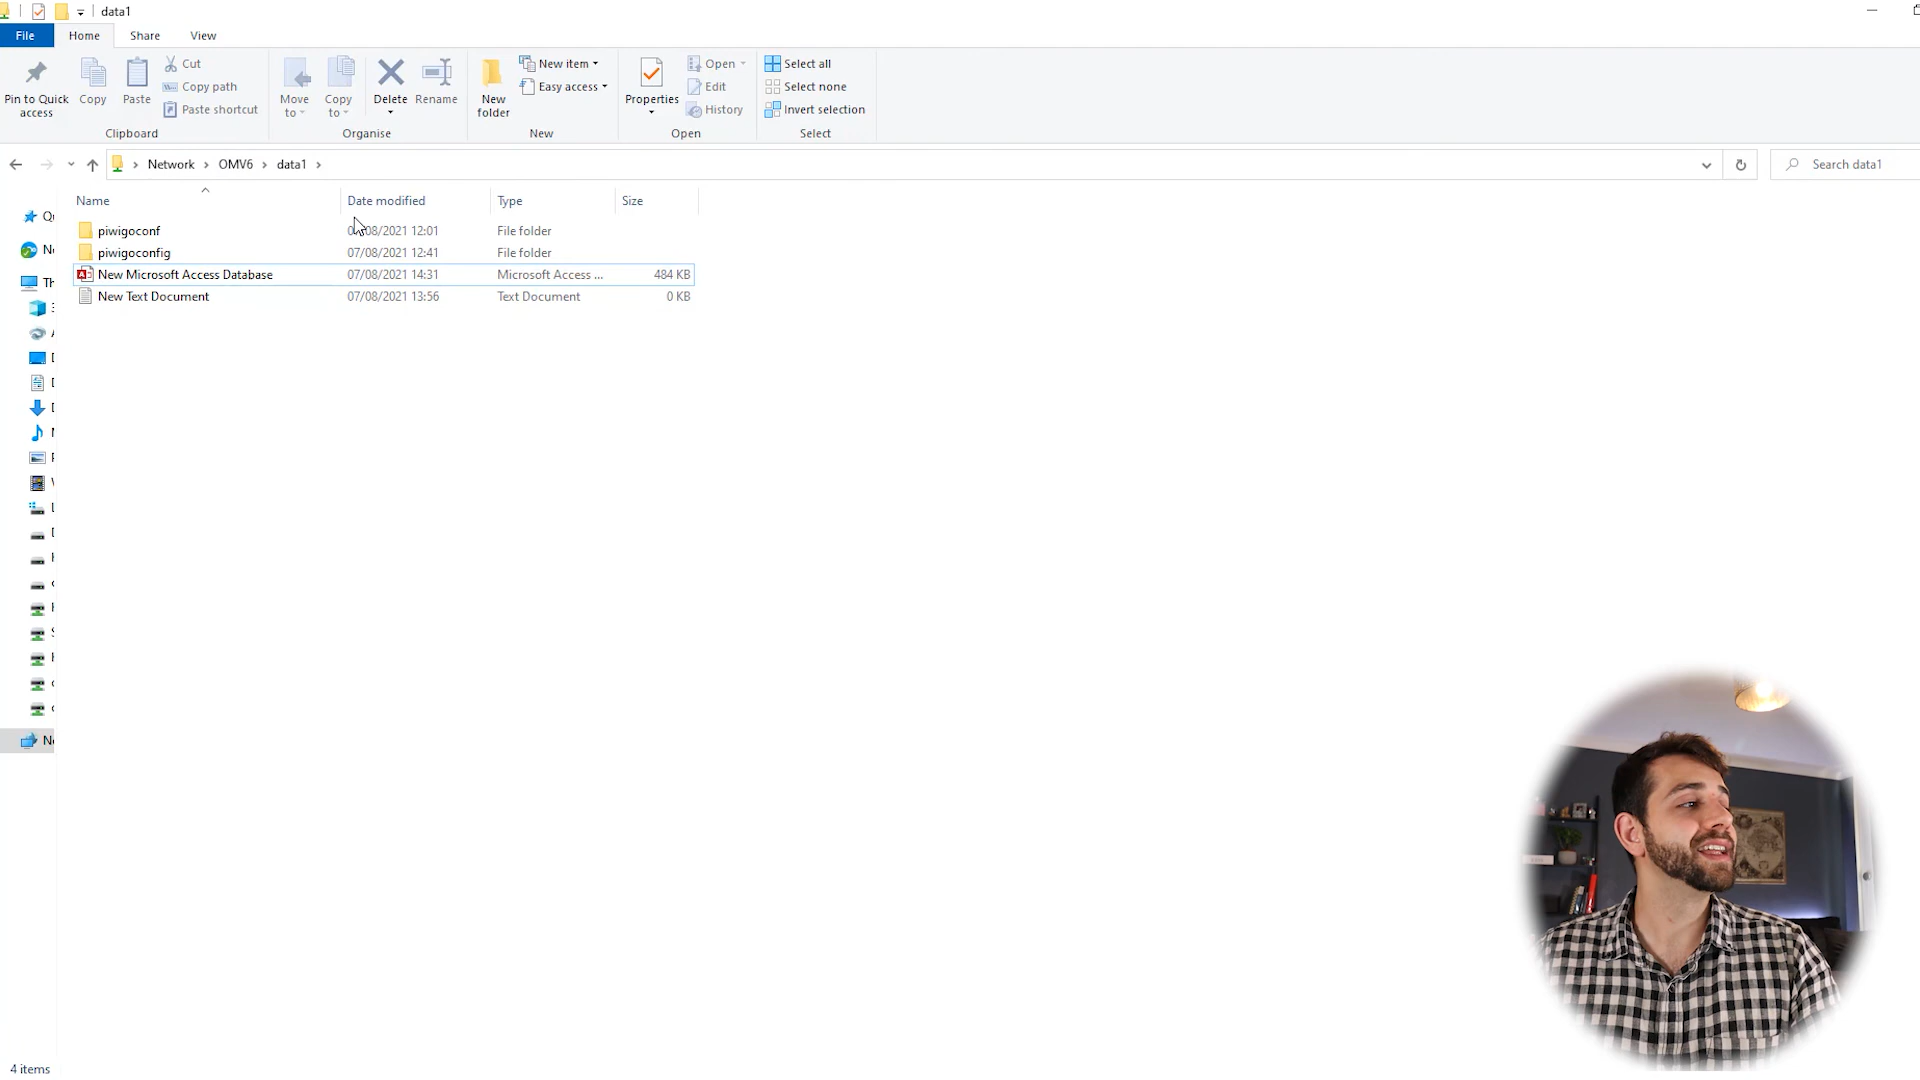 data1
File Home Share View
Pin to Quick access
Copy
Paste
Cut
Copy path
Paste shortcut
Clipboard
Move to
Copy to
Delete
Rename
Organise
New folder
New item
Easy access
New
Properties
Open
Edit
History
Open
Select all
Select none
Invert selection
Select
Network > OMV6 > data1 >
Search data1
Name Date modified Type Size
piwigoconf 0 /08/2021 12:01 File folder
piwigoconfig 07/08/2021 12:41 File folder
New Microsoft Access Database 07/08/2021 14:31 Microsoft Access ... 484 KB
New Text Document 07/08/2021 13:56 Text Document 0 KB
4 items